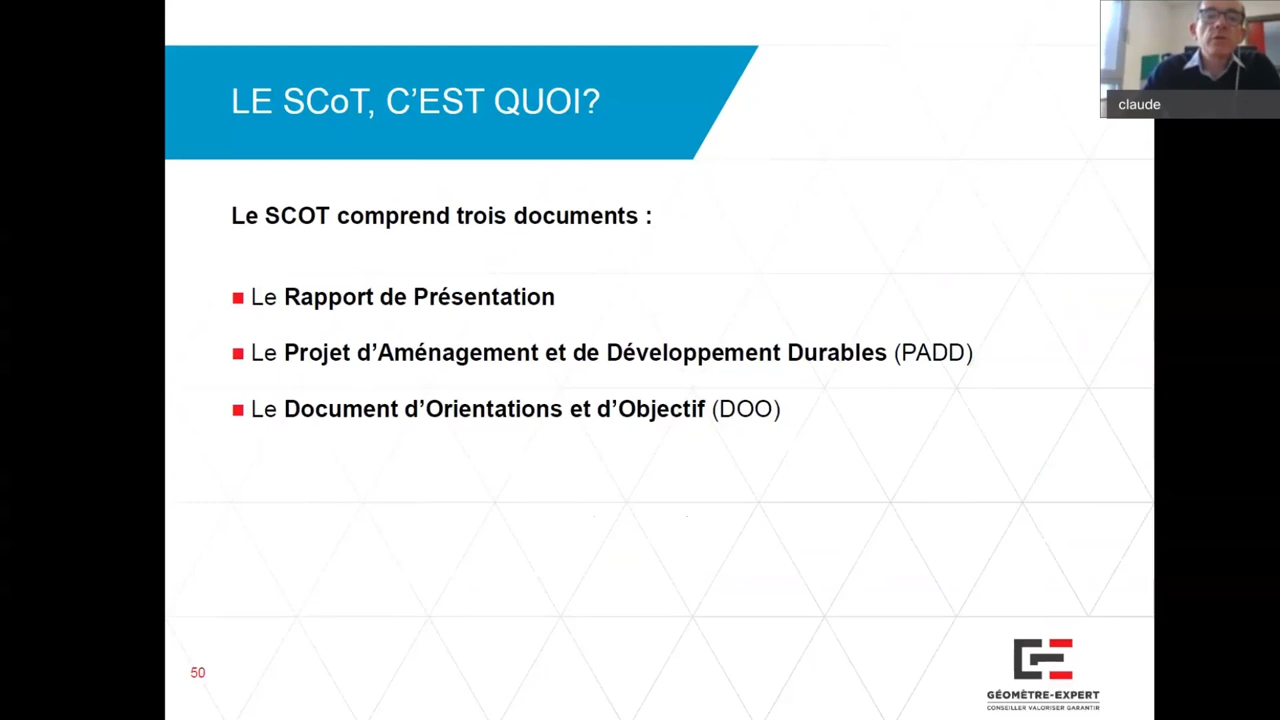 LE SCoT, C’EST QUOI?
claude
Le SCOT comprend trois documents :
Le Rapport de Présentation
Le Projet d’Aménagement et de Développement Durables (PADD)
Le Document d’Orientations et d’Objectif (DOO)
50
GÉOMÈTRE-EXPERT
CONSEILLER VALORISER GARANTIR